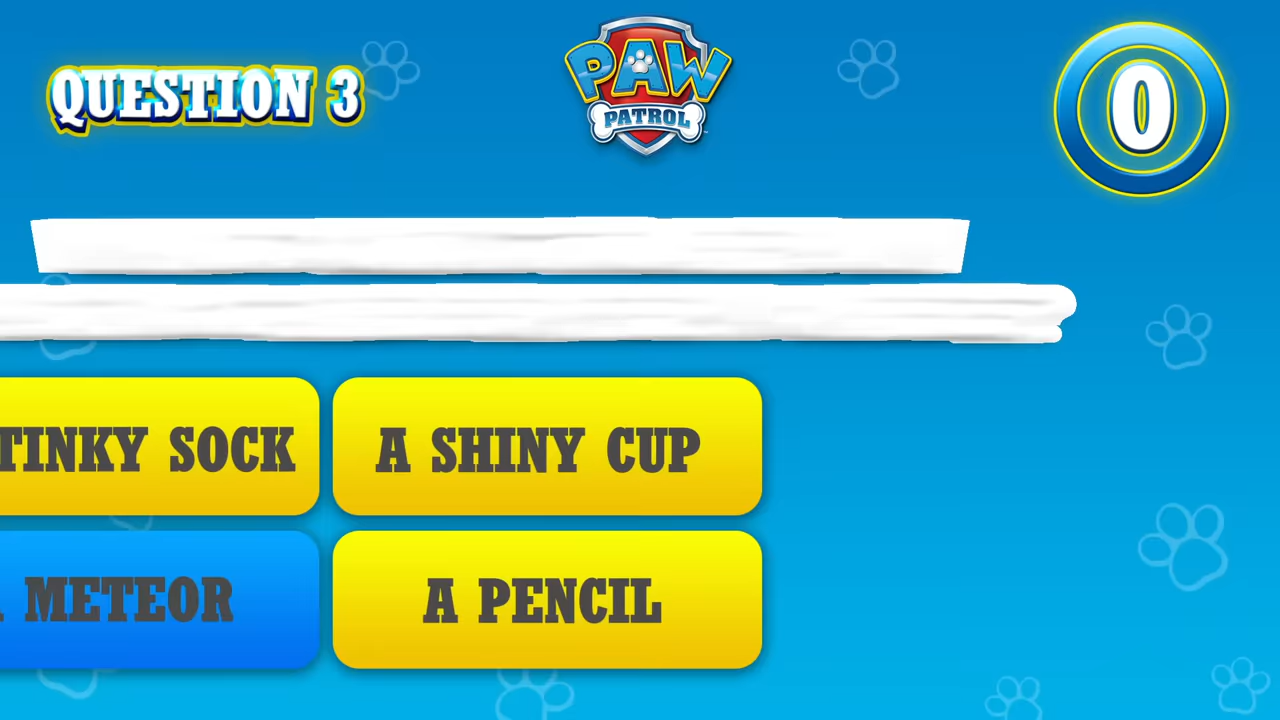 QUESTION 3
PAW
PATROL
0
TINKY SOCK
A SHINY CUP
METEOR
A PENCIL